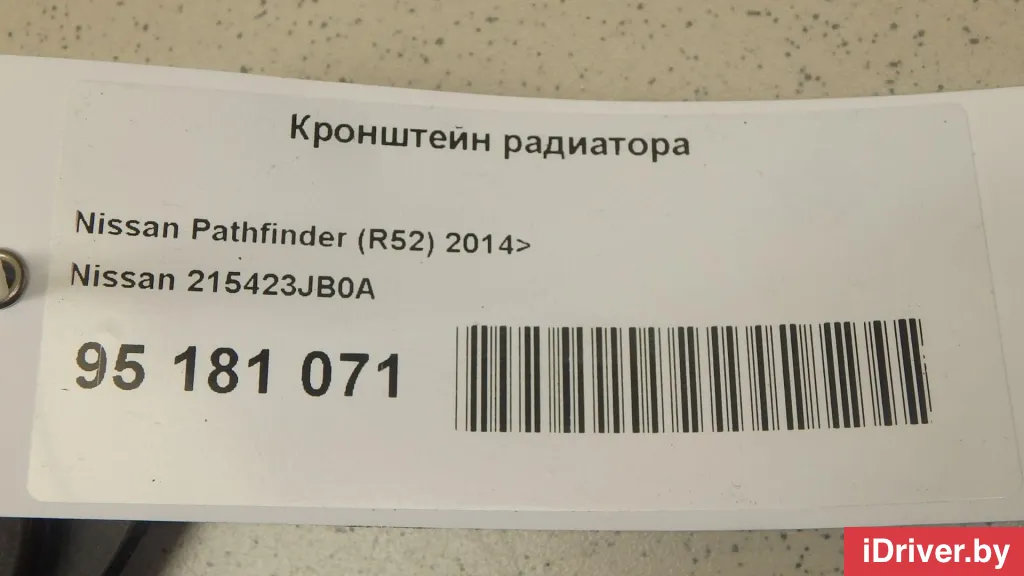 Кронштейн радиатора
Nissan Pathfinder (R52) 2014>
Nissan 215423JB0A
95 181 071
iDriver.by